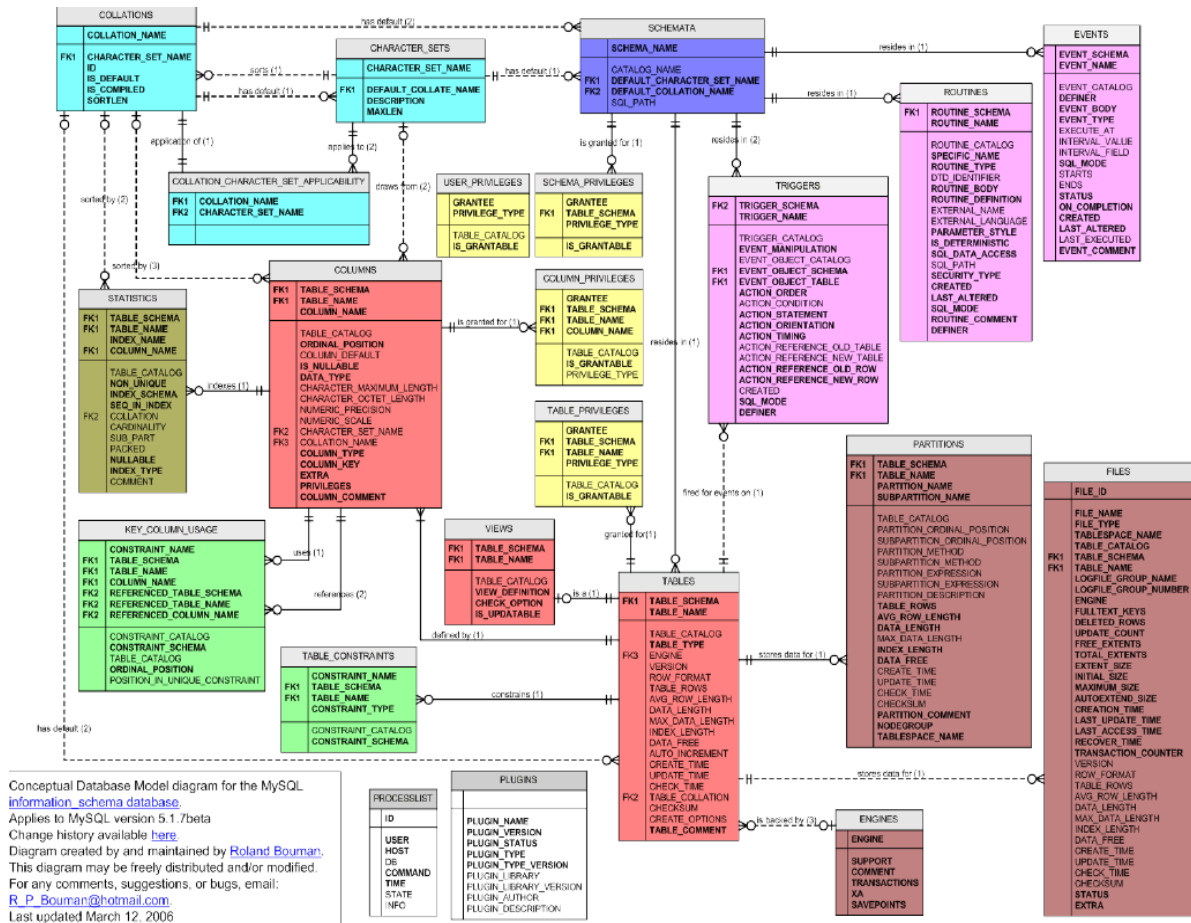 COLLATIONS
COLLATION_NAME
FK1 CHARACTER_SET_NAME
ID
IS_DEFAULT
IS_COMPILED
SORTLEN
has default (2)
CHARACTER_SETS
CHARACTER_SET_NAME
FK1 DEFAULT_COLLATE_NAME
DESCRIPTION
MAXLEN
sorts (1)
has default (1)
has default (1)
SCHEMATA
SCHEMA_NAME
CATALOG_NAME
FK1 DEFAULT_CHARACTER_SET_NAME
FK2 DEFAULT_COLLATION_NAME
SQL_PATH
resides in (1)
resides in (1)
EVENTS
EVENT_SCHEMA
EVENT_NAME
EVENT_CATALOG
DEFINER
EVENT_BODY
EVENT_TYPE
EXECUTE_AT
INTERVAL_VALUE
INTERVAL_FIELD
SQL_MODE
STARTS
ENDS
STATUS
ON_COMPLETION
CREATED
LAST_ALTERED
LAST_EXECUTED
EVENT_COMMENT
ROUTINES
FK1 ROUTINE_SCHEMA
ROUTINE_NAME
ROUTINE_CATALOG
SPECIFIC_NAME
ROUTINE_TYPE
DTD_IDENTIFIER
ROUTINE_BODY
ROUTINE_DEFINITION
EXTERNAL_NAME
EXTERNAL_LANGUAGE
PARAMETER_STYLE
IS_DETERMINISTIC
SQL_DATA_ACCESS
SQL_PATH
SECURITY_TYPE
CREATED
LAST_ALTERED
SQL_MODE
ROUTINE_COMMENT
DEFINER
application of (1)
applies to (2)
is granted for (1)
resides in (2)
COLLATION_CHARACTER_SET_APPLICABILITY
FK1 COLLATION_NAME
FK2 CHARACTER_SET_NAME
sorted by (2)
draws from (2)
USER_PRIVILEGES
GRANTEE
PRIVILEGE_TYPE
TABLE_CATALOG
IS_GRANTABLE
SCHEMA_PRIVILEGES
GRANTEE
FK1 TABLE_SCHEMA
PRIVILEGE_TYPE
IS_GRANTABLE
TRIGGERS
FK2 TRIGGER_SCHEMA
TRIGGER_NAME
TRIGGER_CATALOG
EVENT_MANIPULATION
EVENT_OBJECT_CATALOG
FK1 EVENT_OBJECT_SCHEMA
FK1 EVENT_OBJECT_TABLE
ACTION_ORDER
ACTION_CONDITION
ACTION_STATEMENT
ACTION_ORIENTATION
ACTION_TIMING
ACTION_REFERENCE_OLD_TABLE
ACTION_REFERENCE_NEW_TABLE
ACTION_REFERENCE_OLD_ROW
ACTION_REFERENCE_NEW_ROW
CREATED
SQL_MODE
DEFINER
sorted by (3)
STATISTICS
FK1 TABLE_SCHEMA
FK1 TABLE_NAME
INDEX_NAME
FK1 COLUMN_NAME
TABLE_CATALOG
NON_UNIQUE
INDEX_SCHEMA
SEQ_IN_INDEX
FK2 COLLATION
CARDINALITY
SUB_PART
PACKED
NULLABLE
INDEX_TYPE
COMMENT
indexes (1)
COLUMNS
FK1 TABLE_SCHEMA
FK1 TABLE_NAME
COLUMN_NAME
TABLE_CATALOG
ORDINAL_POSITION
COLUMN_DEFAULT
IS_NULLABLE
DATA_TYPE
CHARACTER_MAXIMUM_LENGTH
CHARACTER_OCTET_LENGTH
NUMERIC_PRECISION
NUMERIC_SCALE
FK2 CHARACTER_SET_NAME
FK3 COLLATION_NAME
COLUMN_TYPE
COLUMN_KEY
EXTRA
PRIVILEGES
COLUMN_COMMENT
is granted for (1)
COLUMN_PRIVILEGES
GRANTEE
FK1 TABLE_SCHEMA
FK1 TABLE_NAME
FK1 COLUMN_NAME
TABLE_CATALOG
IS_GRANTABLE
PRIVILEGE_TYPE
resides in (1)
TABLE_PRIVILEGES
GRANTEE
FK1 TABLE_SCHEMA
FK1 TABLE_NAME
PRIVILEGE_TYPE
TABLE_CATALOG
IS_GRANTABLE
fired for events on (1)
granted for(1)
PARTITIONS
FK1 TABLE_SCHEMA
FK1 TABLE_NAME
PARTITION_NAME
SUBPARTITION_NAME
TABLE_CATALOG
PARTITION_ORDINAL_POSITION
SUBPARTITION_ORDINAL_POSITION
PARTITION_METHOD
SUBPARTITION_METHOD
PARTITION_EXPRESSION
SUBPARTITION_EXPRESSION
PARTITION_DESCRIPTION
TABLE_ROWS
AVG_ROW_LENGTH
DATA_LENGTH
MAX_DATA_LENGTH
INDEX_LENGTH
DATA_FREE
CREATE_TIME
UPDATE_TIME
CHECK_TIME
CHECKSUM
PARTITION_COMMENT
NODEGROUP
TABLESPACE_NAME
FILES
FILE_ID
FILE_NAME
FILE_TYPE
TABLESPACE_NAME
TABLE_CATALOG
FK1 TABLE_SCHEMA
FK1 TABLE_NAME
LOGFILE_GROUP_NAME
LOGFILE_GROUP_NUMBER
ENGINE
FULLTEXT_KEYS
DELETED_ROWS
UPDATE_COUNT
FREE_EXTENTS
TOTAL_EXTENTS
EXTENT_SIZE
INITIAL_SIZE
MAXIMUM_SIZE
AUTOEXTEND_SIZE
CREATION_TIME
LAST_UPDATE_TIME
LAST_ACCESS_TIME
RECOVER_TIME
TRANSACTION_COUNTER
VERSION
ROW_FORMAT
TABLE_ROWS
AVG_ROW_LENGTH
DATA_LENGTH
MAX_DATA_LENGTH
INDEX_LENGTH
DATA_FREE
CREATE_TIME
UPDATE_TIME
CHECK_TIME
CHECKSUM
STATUS
EXTRA
KEY_COLUMN_USAGE
CONSTRAINT_NAME
FK1 TABLE_SCHEMA
FK1 TABLE_NAME
FK1 COLUMN_NAME
FK2 REFERENCED_TABLE_SCHEMA
FK2 REFERENCED_TABLE_NAME
FK2 REFERENCED_COLUMN_NAME
CONSTRAINT_CATALOG
CONSTRAINT_SCHEMA
TABLE_CATALOG
ORDINAL_POSITION
POSITION_IN_UNIQUE_CONSTRAINT
uses (1)
references (2)
defined by (1)
VIEWS
FK1 TABLE_SCHEMA
FK1 TABLE_NAME
TABLE_CATALOG
VIEW_DEFINITION
CHECK_OPTION
IS_UPDATABLE
is a (1)
TABLES
FK1 TABLE_SCHEMA
TABLE_NAME
TABLE_CATALOG
TABLE_TYPE
FK3 ENGINE
VERSION
ROW_FORMAT
TABLE_ROWS
AVG_ROW_LENGTH
DATA_LENGTH
MAX_DATA_LENGTH
INDEX_LENGTH
DATA_FREE
AUTO_INCREMENT
CREATE_TIME
UPDATE_TIME
CHECK_TIME
FK2 TABLE_COLLATION
CHECKSUM
CREATE_OPTIONS
TABLE_COMMENT
TABLE_CONSTRAINTS
CONSTRAINT_NAME
FK1 TABLE_SCHEMA
FK1 TABLE_NAME
CONSTRAINT_TYPE
CONSTRAINT_CATALOG
CONSTRAINT_SCHEMA
constrains (1)
stores data for (1)
stores data for (1)
has default (2)
is backed by (3)
ENGINES
ENGINE
SUPPORT
COMMENT
TRANSACTIONS
XA
SAVEPOINTS
PROCESSLIST
ID
USER
HOST
DB
COMMAND
TIME
STATE
INFO
PLUGINS
PLUGIN_NAME
PLUGIN_VERSION
PLUGIN_STATUS
PLUGIN_TYPE
PLUGIN_TYPE_VERSION
PLUGIN_LIBRARY
PLUGIN_LIBRARY_VERSION
PLUGIN_AUTHOR
PLUGIN_DESCRIPTION
Conceptual Database Model diagram for the MySQL
information_schema database.
Applies to MySQL version 5.1.7beta
Change history available here.
Diagram created by and maintained by Roland Bouman.
This diagram may be freely distributed and/or modified.
For any comments, suggestions, or bugs, email:
R_P_Bouman@hotmail.com.
Last updated March 12, 2006